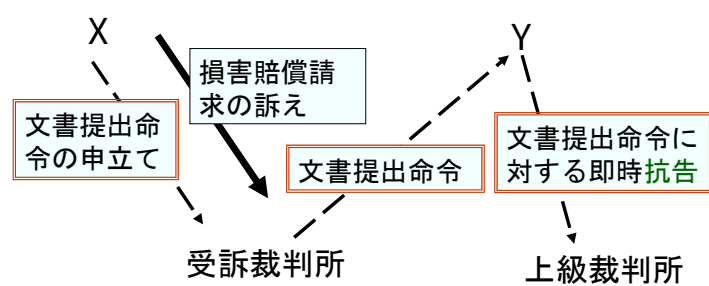 X
Y
損害賠償請
求の訴え
文書提出命
令の申立て
文書提出命令
文書提出命令に
対する即時抗告
受訴裁判所
上級裁判所